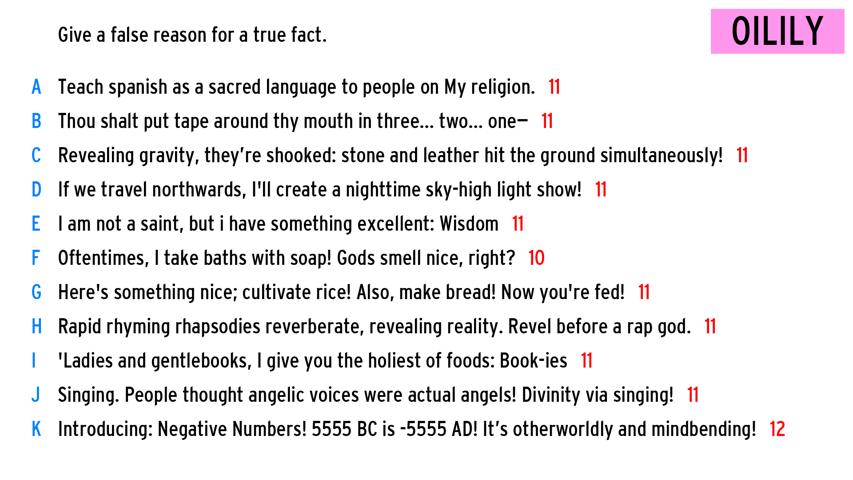 Give a false reason for a true fact.
OILILY
A Teach spanish as a sacred language to people on My religion. 11
B Thou shalt put tape around thy mouth in three... two... one— 11
C Revealing gravity, they're shooked: stone and leather hit the ground simultaneously! 11
D If we travel northwards, I'll create a nighttime sky-high light show! 11
E I am not a saint, but i have something excellent: Wisdom 11
F Oftentimes, I take baths with soap! Gods smell nice, right? 10
G Here's something nice; cultivate rice! Also, make bread! Now you're fed! 11
H Rapid rhyming rhapsodies reverberate, revealing reality. Revel before a rap god. 11
I 'Ladies and gentlebooks, I give you the holiest of foods: Book-ies 11
J Singing. People thought angelic voices were actual angels! Divinity via singing! 11
K Introducing: Negative Numbers! 5555 BC is -5555 AD! It's otherworldly and mindbending! 12